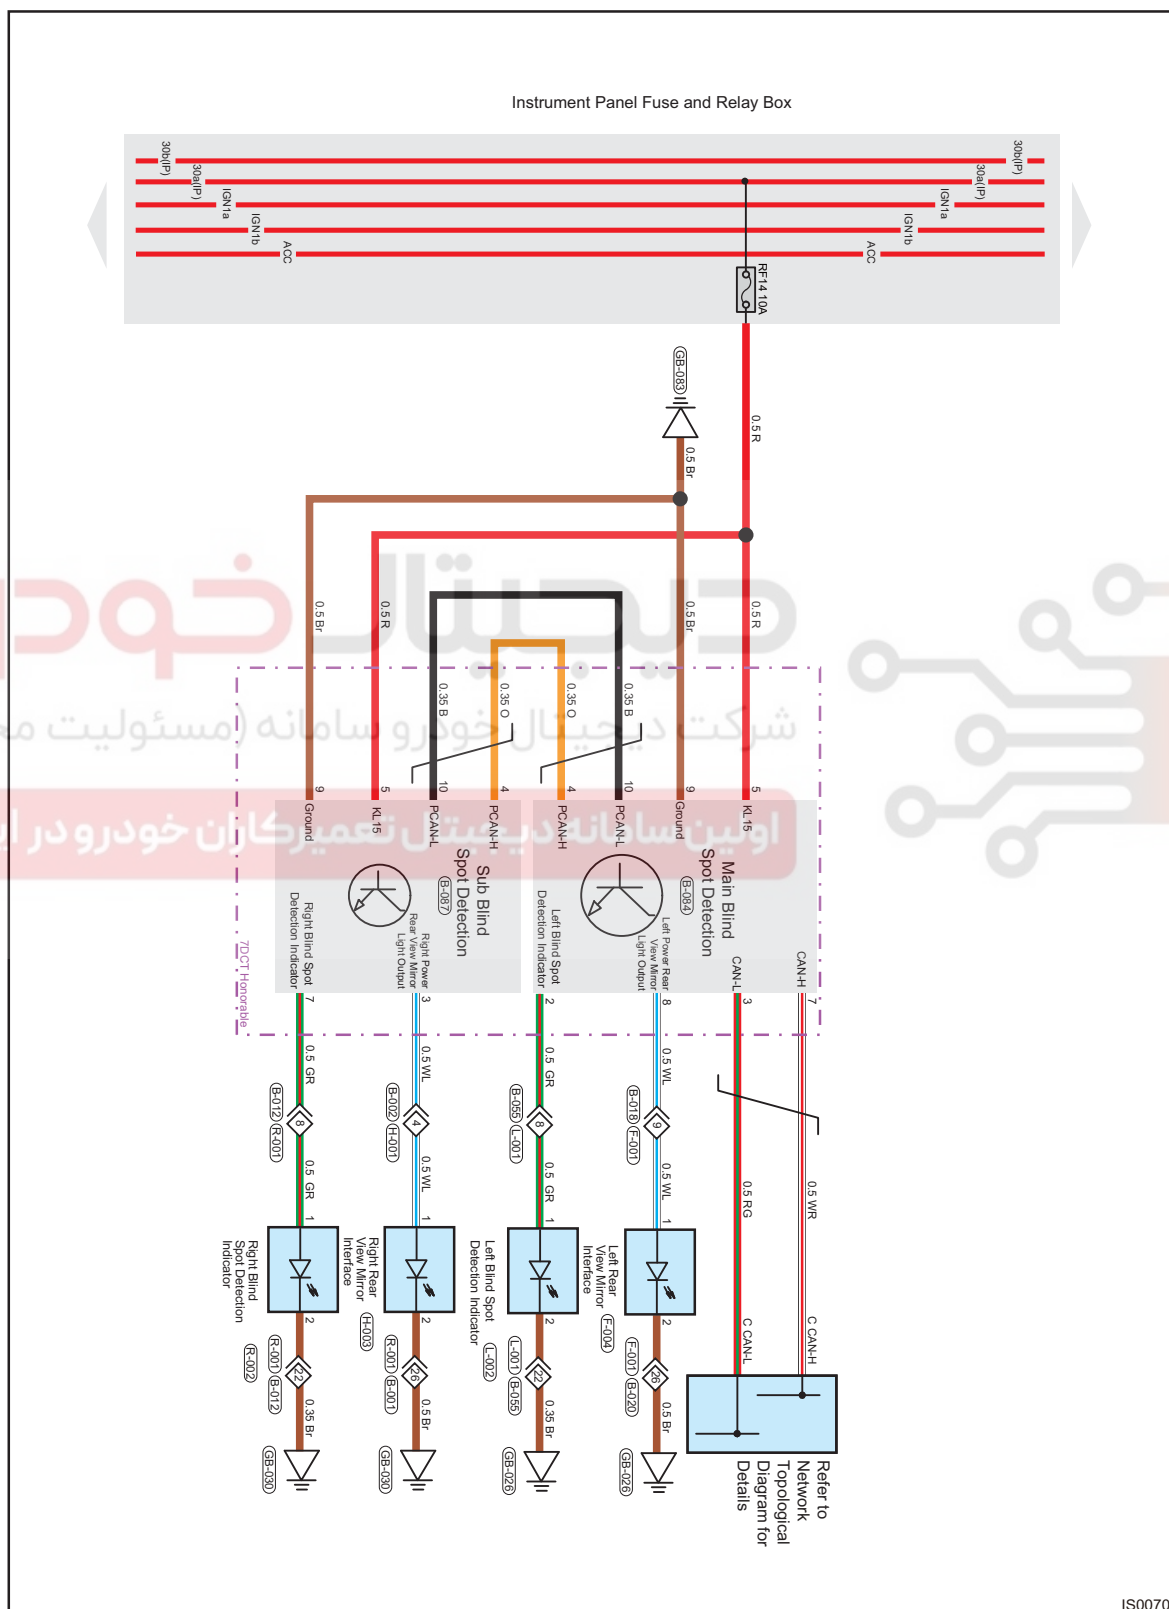 Instrument Panel Fuse and Relay Box
30b(IP)
30a(IP)
IGN1a
IGN1b
ACC
30b(IP)
30a(IP)
IGN1a
IGN1b
ACC
RF14 10A
0.5 R
GB-083
0.5 Br
دیجیتال خودرو
شرکت دیجیتال خودرو سامانه (مسئولیت
اولین سامانه دیجیتال تعمیرکاران خودرو در
0.5 Br
0.5 R
0.35 B
0.35 O
0.35 O
0.35 B
0.5 Br
0.5 R
9
5
10
4
4
10
9
5
Ground
KL15
PCAN-L
PCAN-H
PCAN-H
PCAN-L
Ground
KL15
Sub Blind
Spot Detection
B-087
Main Blind
Spot Detection
B-084
Right Blind Spot
Detection Indicator
Right Power
Rear View Mirror
Light Output
Left Blind Spot
Detection Indicator
Left Power Rear
View Mirror
Light Output
CAN-L
CAN-H
7DCT Honorable
7
3
2
8
3
7
0.5 GR
0.5 WL
0.5 GR
0.5 WL
B-012
R-001
8
B-002
H-001
4
B-055
L-001
8
B-018
F-001
9
0.5 GR
0.5 WL
0.5 GR
0.5 WL
0.5 RG
0.5 WR
1
1
1
1
Right Blind
Spot Detection
Indicator
R-002
Right Rear
View Mirror
Interface
H-003
Left Blind Spot
Detection Indicator
L-002
Left Rear
View Mirror
Interface
F-004
2
2
2
2
C CAN-L
C CAN-H
R-001
B-012
22
R-001
B-001
26
L-001
B-055
22
F-001
B-020
26
0.35 Br
0.5 Br
0.35 Br
0.5 Br
GB-030
GB-030
GB-026
GB-026
Refer to
Network
Topological
Diagram for
Details
IS0070